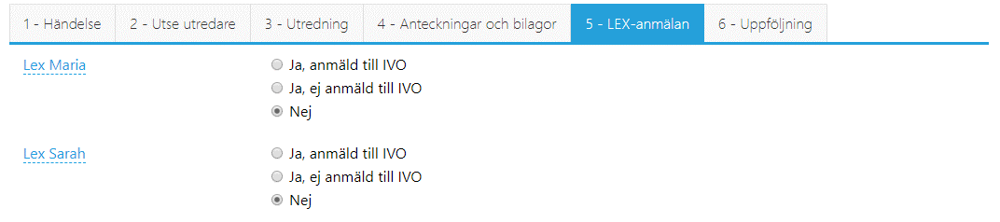 1 - Händelse 2 - Utse utredare 3 - Utredning 4 - Anteckningar och bilagor 5 - LEX-anmälan 6 - Uppföljning
Lex Maria Ja, anmäld till IVO
Ja, ej anmäld till IVO
Nej
Lex Sarah Ja, anmäld till IVO
Ja, ej anmäld till IVO
Nej